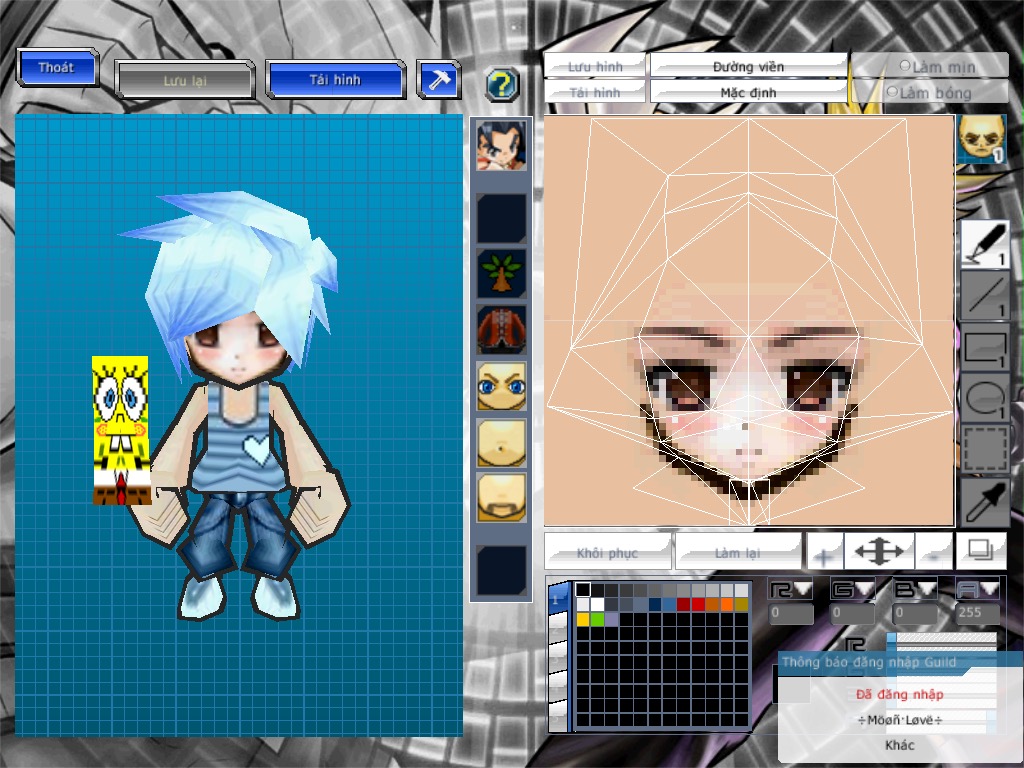 Thoát
Lưu lại
Tải hình
?
Lưu hình
Đường viền
Làm mịn
Tải hình
Mặc định
Làm bóng
1
1
1
1
1
Khôi phục
Làm lại
+
-
1
R G B A
0 0 0 255
R
Thông báo đăng nhập Guild
Đã đăng nhập
÷Möøñ·Løvë÷
Khác